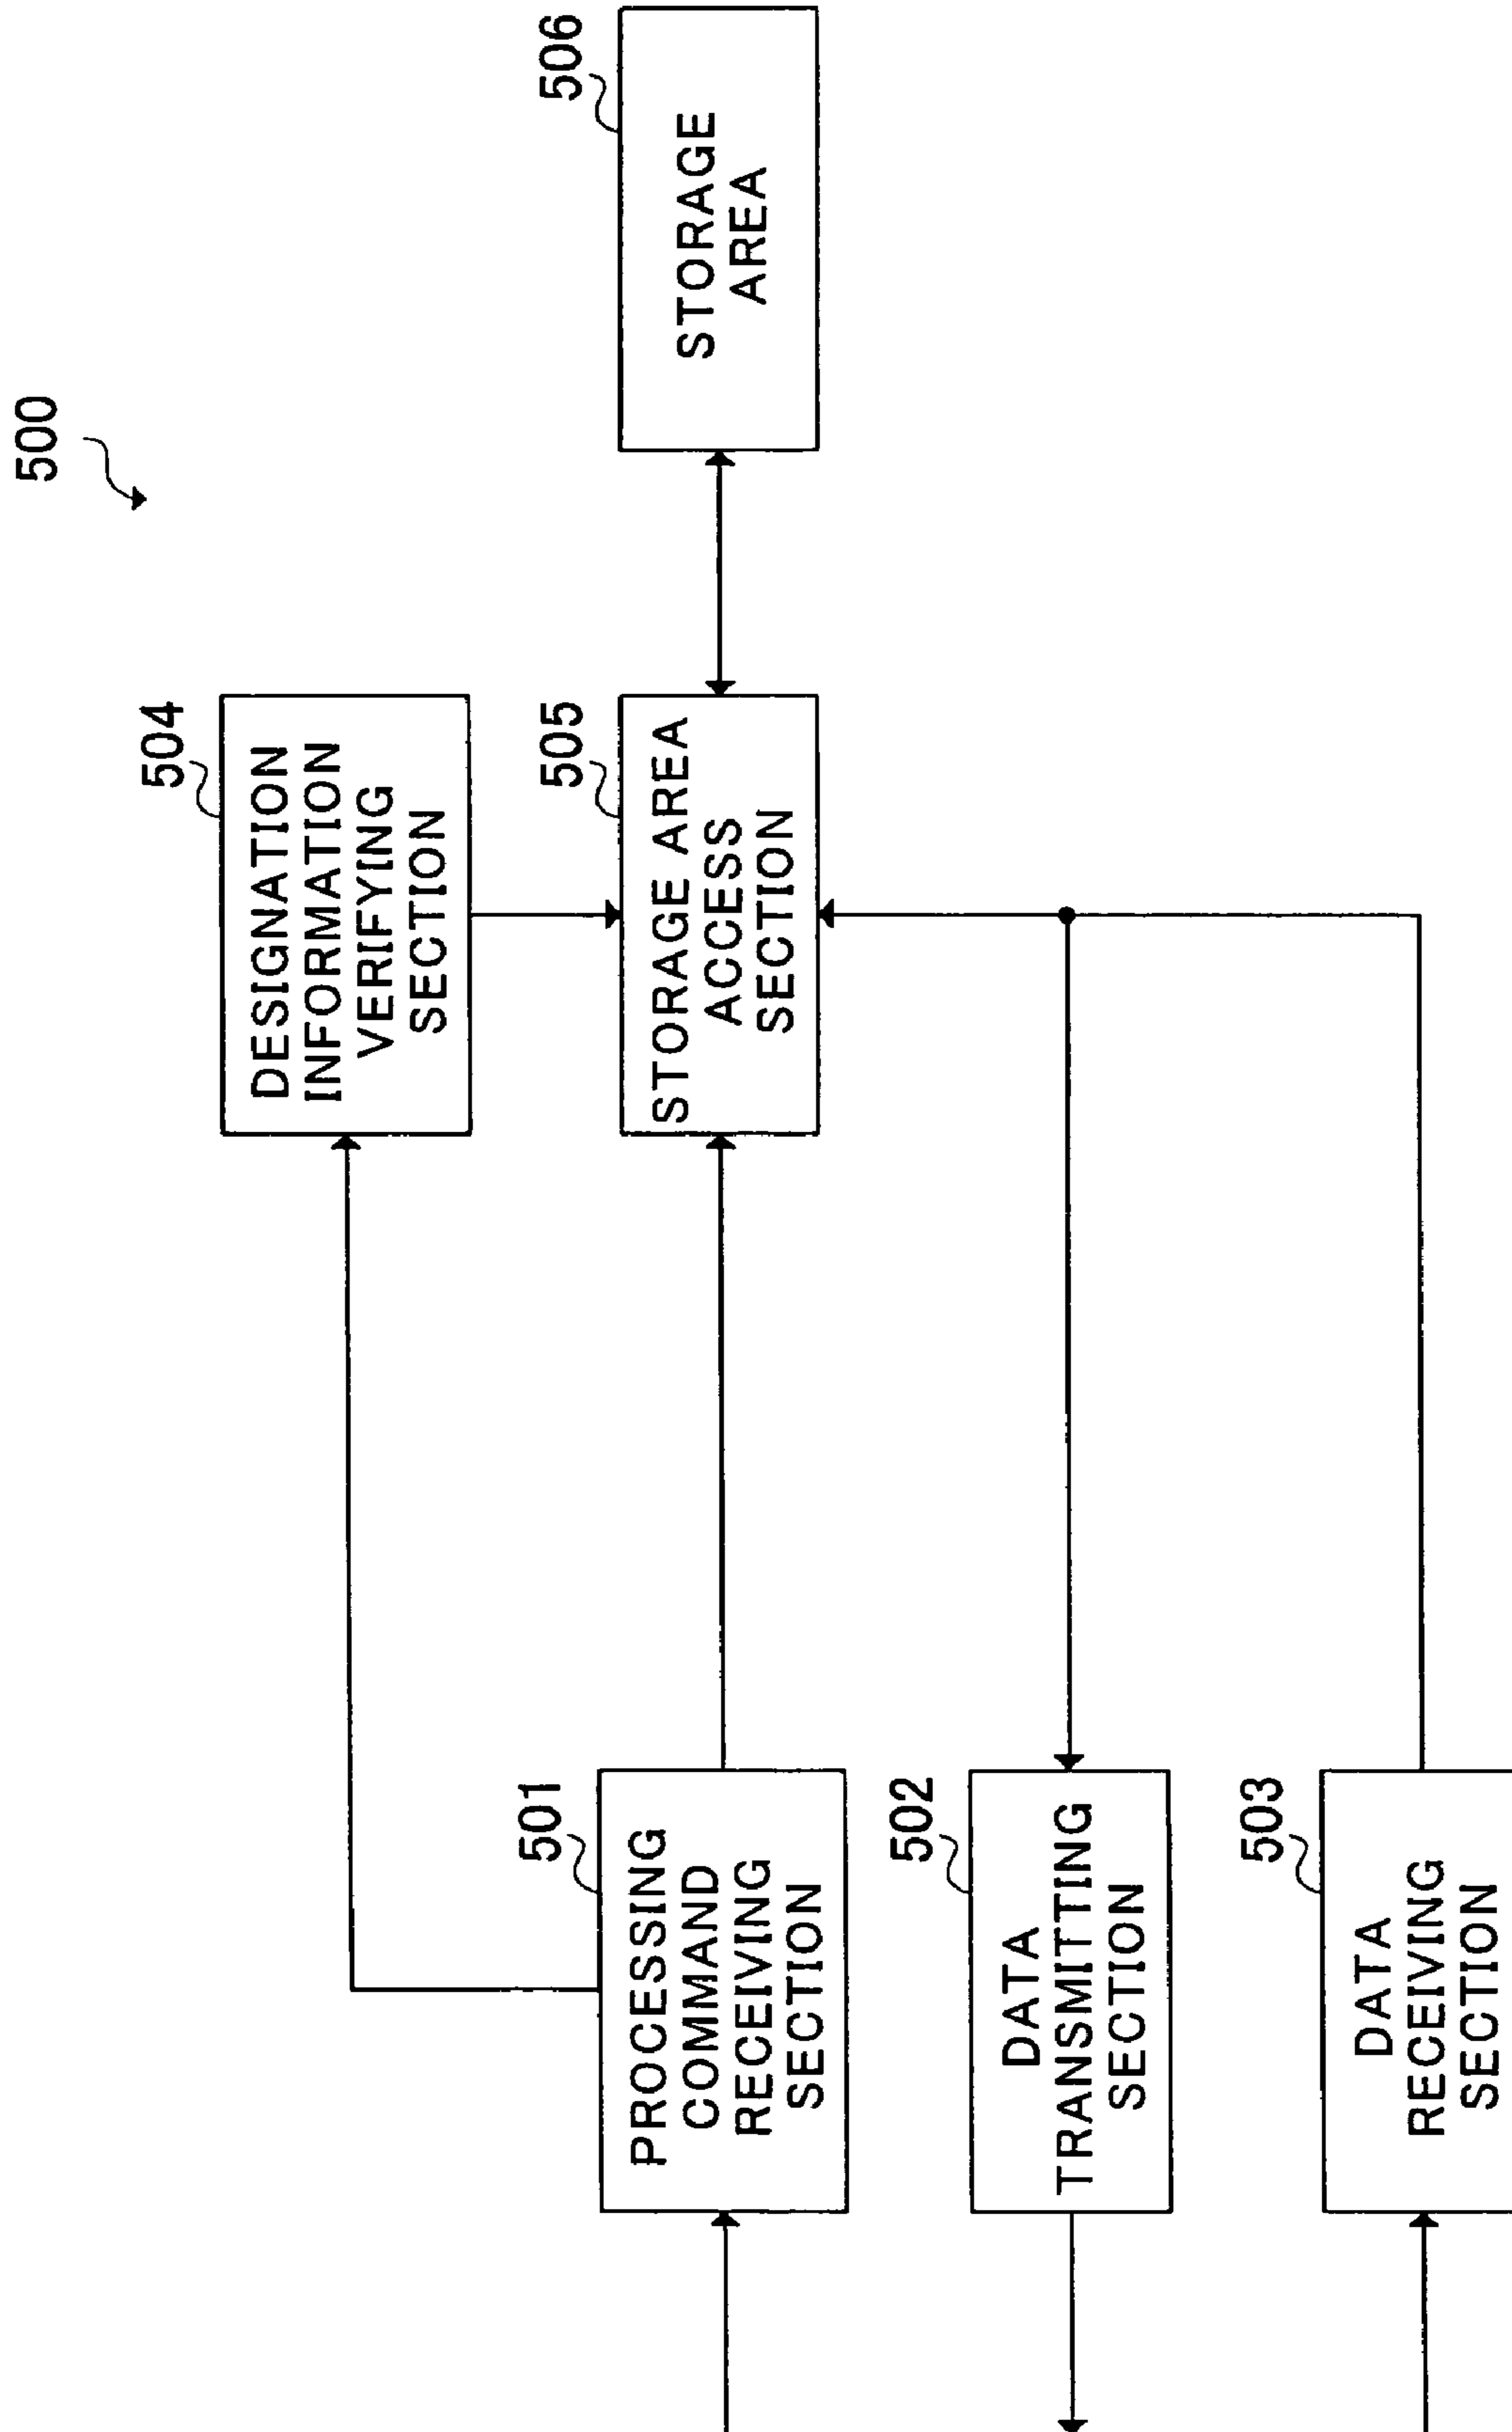 500
501
PROCESSING
COMMAND
RECEIVING
SECTION
502
DATA
TRANSMITTING
SECTION
503
DATA
RECEIVING
SECTION
504
DESIGNATION
INFORMATION
VERIFYING
SECTION
505
STORAGE AREA
ACCESS
SECTION
506
STORAGE
AREA